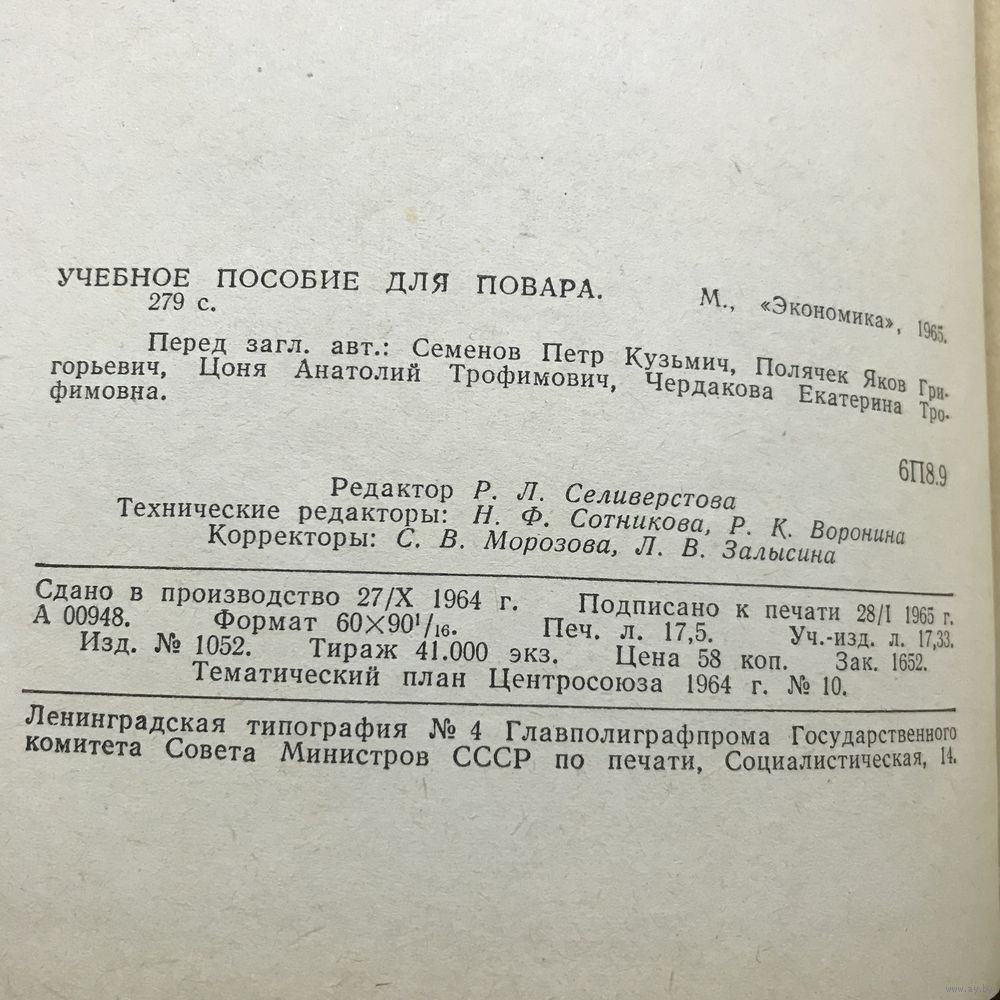 УЧЕБНОЕ ПОСОБИЕ ДЛЯ ПОВАРА. М., «Экономика», 1965.
279 с.
Перед загл. авт.: Семенов Петр Кузьмич, Полячек Яков Гри-
горьевич, Цоня Анатолий Трофимович, Чердакова Екатерина Тро-
фимовна.
6П8.9
Редактор Р. Л. Селиверстова
Технические редакторы: Н. Ф. Сотникова, Р. К. Воронина
Корректоры: С. В. Морозова, Л. В. Залысина
Сдано в производство 27/X 1964 г. Подписано к печати 28/I 1965 г.
А 00948. Формат 60×90¹/₁₆. Печ. л. 17,5. Уч.-изд. л. 17,33.
Изд. № 1052. Тираж 41.000 экз. Цена 58 коп. Зак. 1652.
Тематический план Центросоюза 1964 г. № 10.
Ленинградская типография № 4 Главполиграфпрома Государственного
комитета Совета Министров СССР по печати, Социалистическая, 14.
www.ay.by